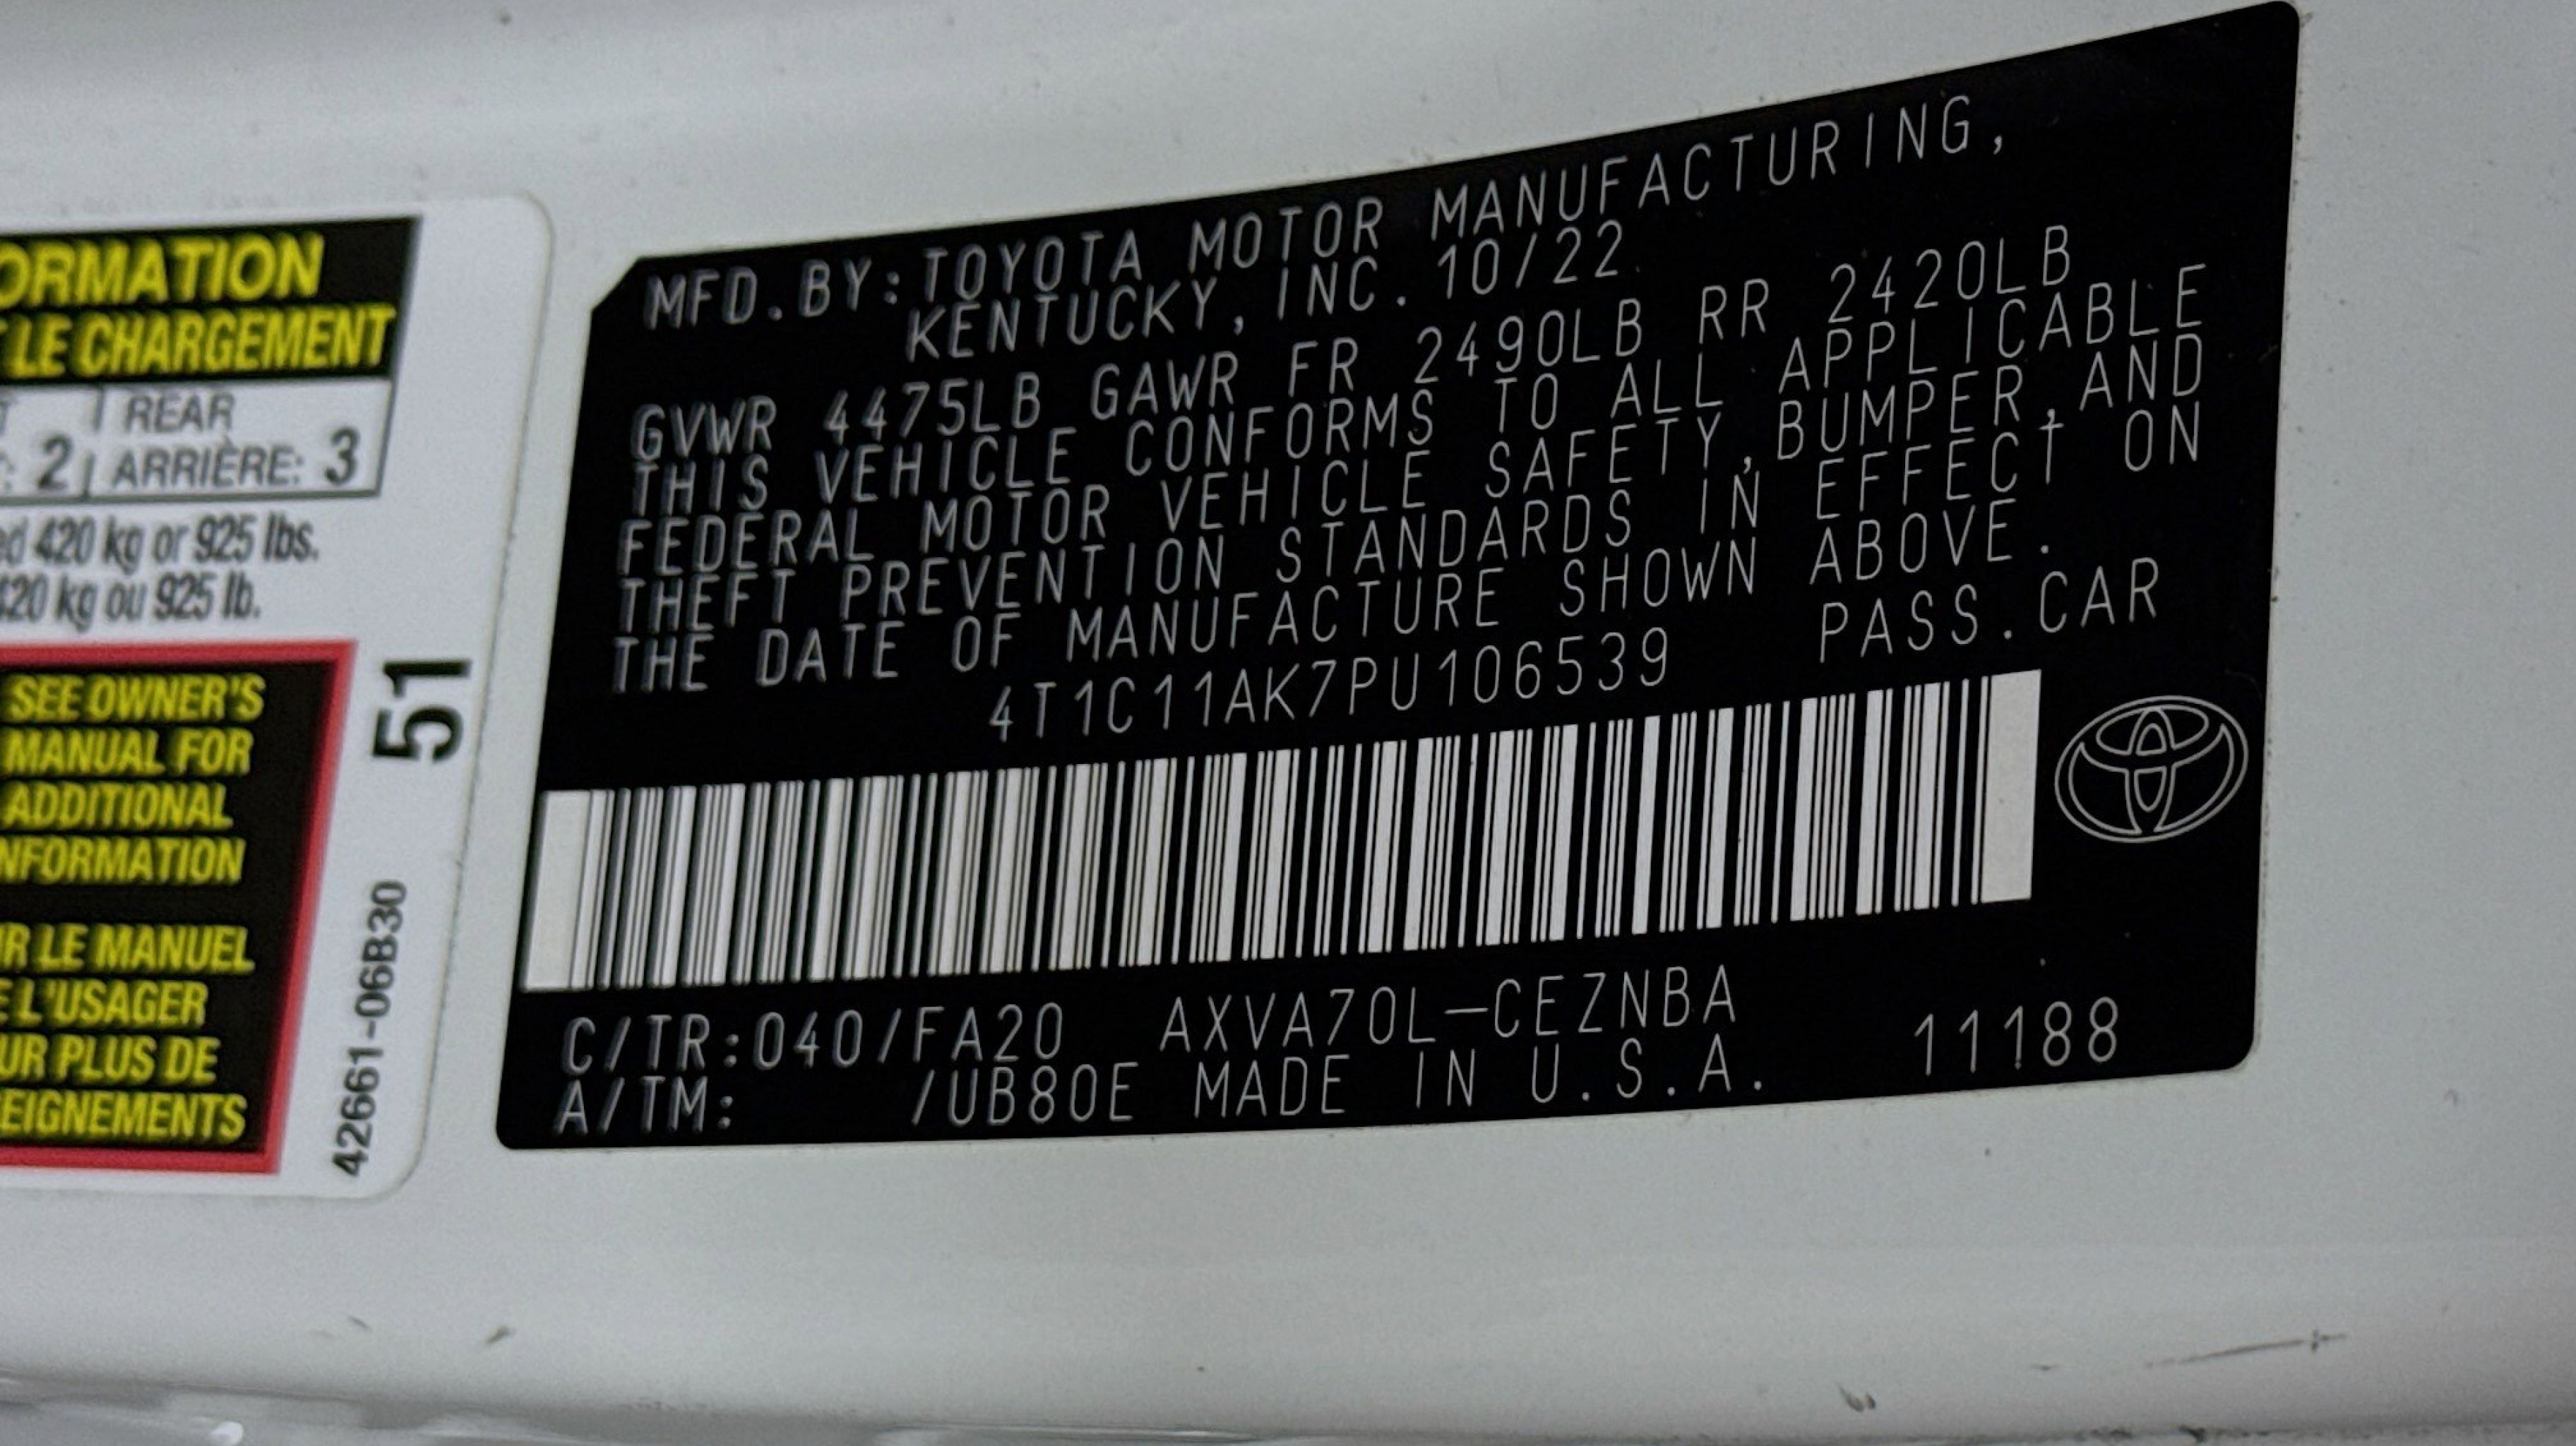 ORMATION
LE CHARGEMENT
REAR
2 ARRIÈRE: 3
ed 420 kg or 925 lbs.
420 kg ou 925 lb.
SEE OWNER'S
MANUAL FOR
ADDITIONAL
NFORMATION
R LE MANUEL
E L'USAGER
UR PLUS DE
EIGNEMENTS
51
42661-06B30
MFD.BY:TOYOTA MOTOR MANUFACTURING,
KENTUCKY, INC. 10/22
GVWR 4475LB GAWR FR 2490LB RR 2420LB
THIS VEHICLE CONFORMS TO ALL APPLICABLE
FEDERAL MOTOR VEHICLE SAFETY,BUMPER,AND
THEFT PREVENTION STANDARDS IN EFFECT ON
THE DATE OF MANUFACTURE SHOWN ABOVE.
4T1C11AK7PU106539 PASS.CAR
C/TR:040/FA20 AXVA70L-CEZNBA
A/TM: /UB80E MADE IN U.S.A. 11188